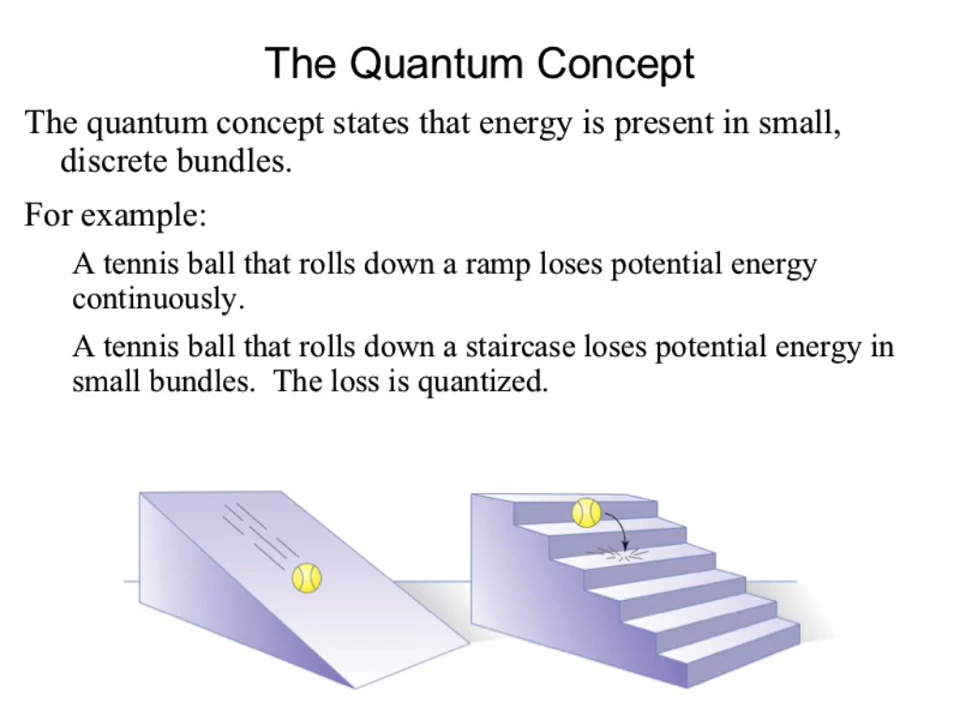 The Quantum Concept
The quantum concept states that energy is present in small,
discrete bundles.
For example:
A tennis ball that rolls down a ramp loses potential energy
continuously.
A tennis ball that rolls down a staircase loses potential energy in
small bundles.  The loss is quantized.